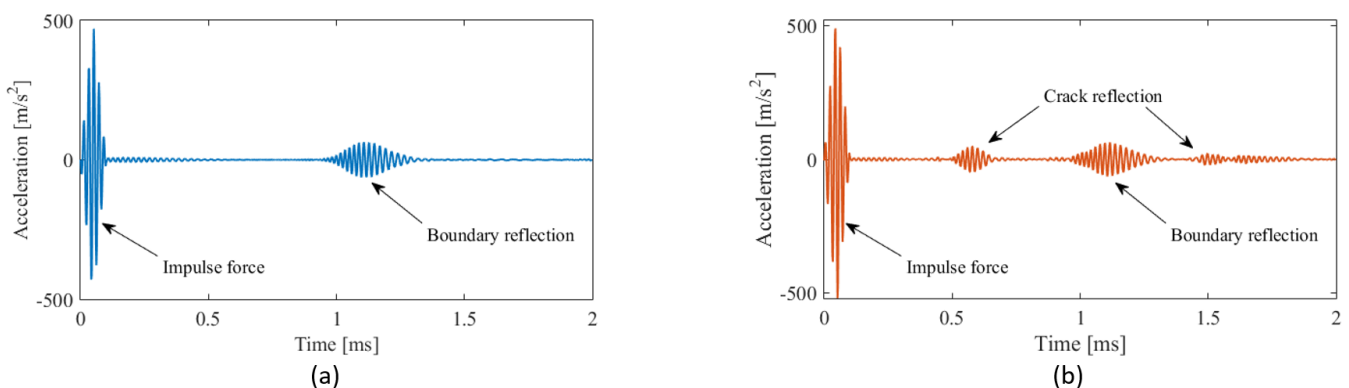 500
0
-500
Acceleration [m/s²]
Boundary reflection
Impulse force
0
0.5
1
1.5
2
Time [ms]
(a)
500
0
-500
Acceleration [m/s²]
Crack reflection
Boundary reflection
Impulse force
0
0.5
1
1.5
2
Time [ms]
(b)